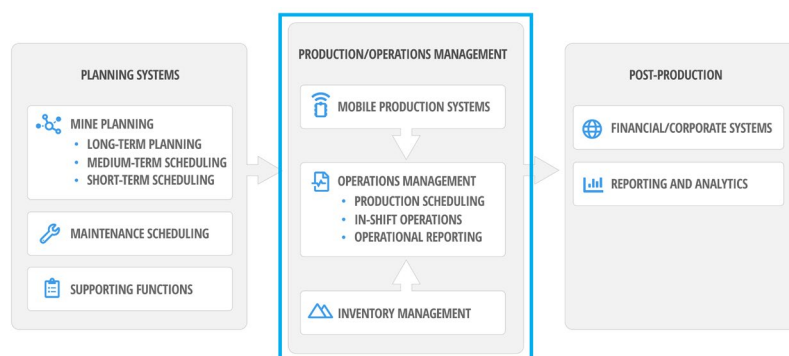 PLANNING SYSTEMS
MINE PLANNING
• LONG-TERM PLANNING
• MEDIUM-TERM SCHEDULING
• SHORT-TERM SCHEDULING
MAINTENANCE SCHEDULING
SUPPORTING FUNCTIONS
PRODUCTION/OPERATIONS MANAGEMENT
MOBILE PRODUCTION SYSTEMS
OPERATIONS MANAGEMENT
• PRODUCTION SCHEDULING
• IN-SHIFT OPERATIONS
• OPERATIONAL REPORTING
INVENTORY MANAGEMENT
POST-PRODUCTION
FINANCIAL/CORPORATE SYSTEMS
REPORTING AND ANALYTICS